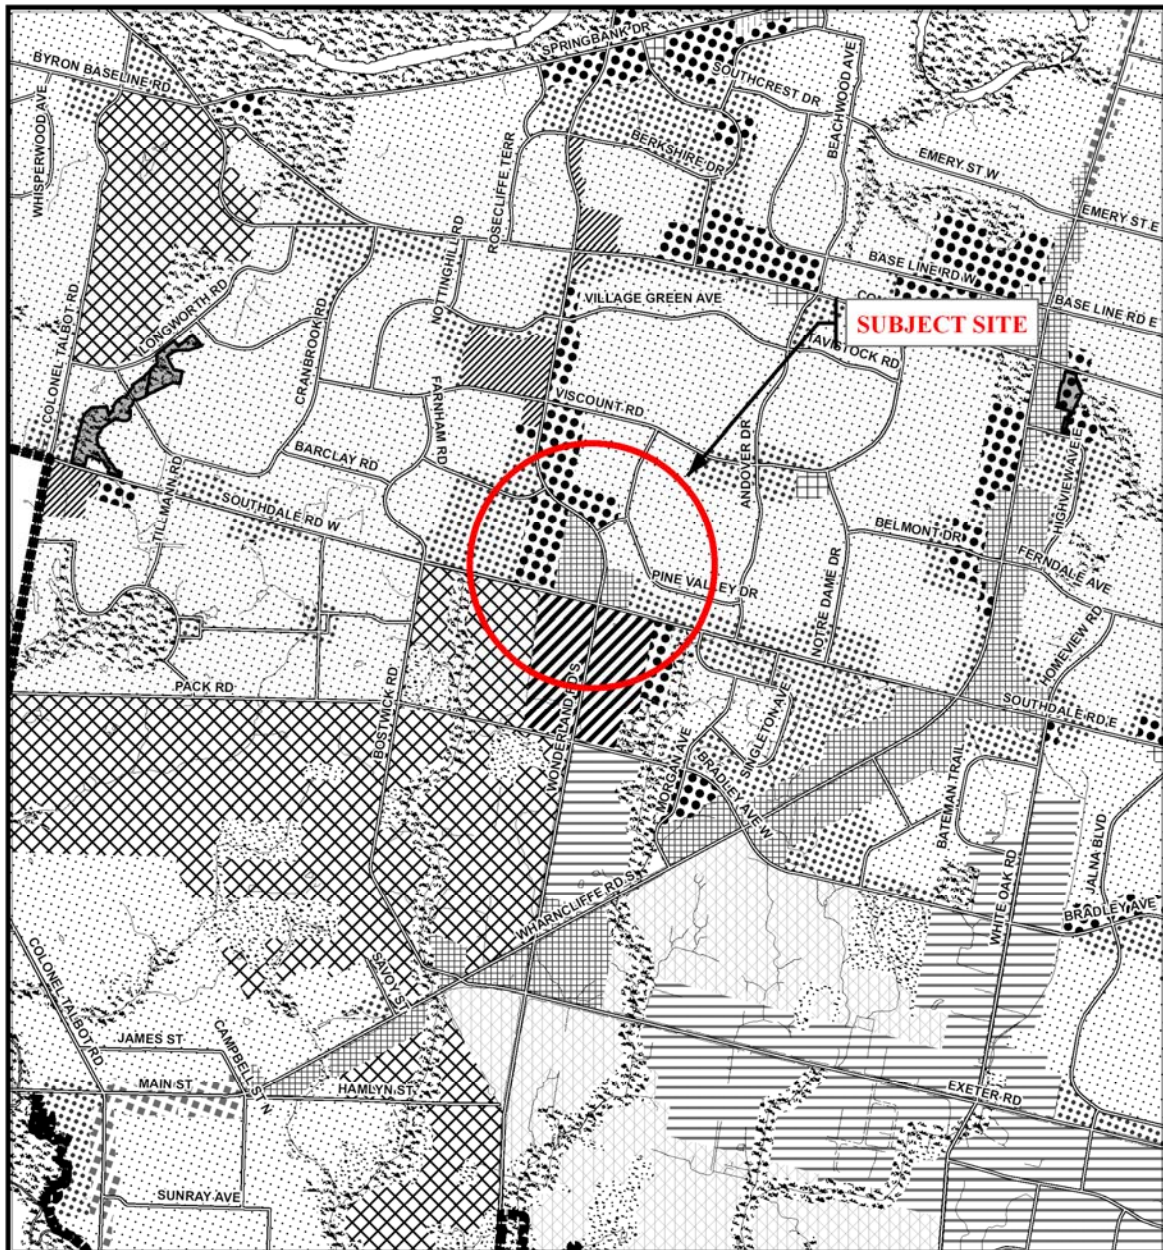 SPRINGBANK DR
BYRON BASELINE RD
SOUTHCREST DR
WHISPERWOOD AVE
BEACHWOOD AVE
BERKSHIRE DR
EMERY ST W
ROSECLIFFE TERR
EMERY ST E
NOTTINGHILL RD
BASE LINE RD W
VILLAGE GREEN AVE
BASE LINE RD E
COLONEL TALBOT RD
LONGWORTH RD
CRANBROOK RD
SUBJECT SITE
TAVISTOCK RD
FARNHAM RD
VISCOUNT RD
ANDOVER DR
BARCLAY RD
HIGHVIEW AVE E
TILLMANN RD
SOUTHDALE RD W
BELMONT DR
FERNDALE AVE
PINE VALLEY DR
NOTRE DAME DR
HOMEVIEW RD
PACK RD
BOSTWICK RD
WONDERLAND RD S
SINGLETON AVE
SOUTHDALE RD E
MORGAN AVE
BRADLEY AVE W
BATEMAN TRAIL
JALNA BLVD
WHITE OAK RD
WHARNCLIFFE RD S
BRADLEY AVE
COLONEL TALBOT RD
SAVOY S
JAMES ST
CAMPBELL ST N
MAIN ST
HAMLYN ST
EXETER RD
SUNRAY AVE